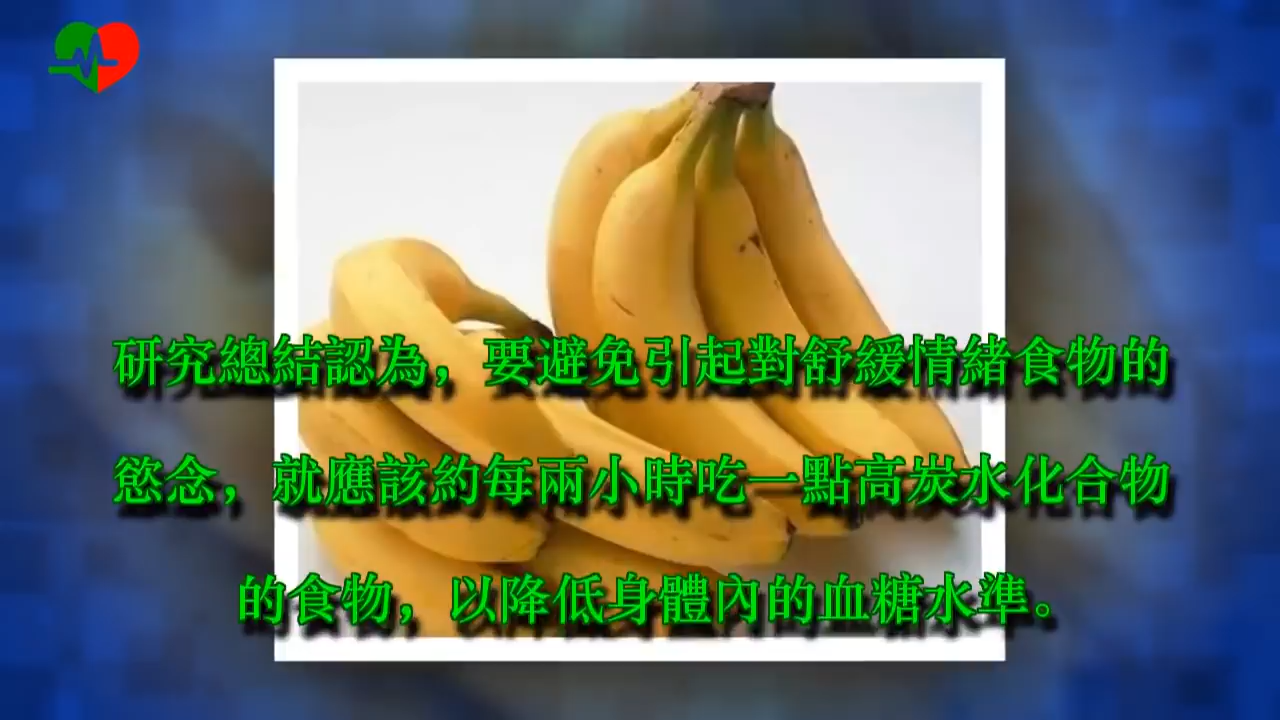 研究總結認為，要避免引起對舒緩情緒食物的
慾念，就應該約每兩小時吃一點高炭水化合物
的食物，以降低身體內的血糖水準。